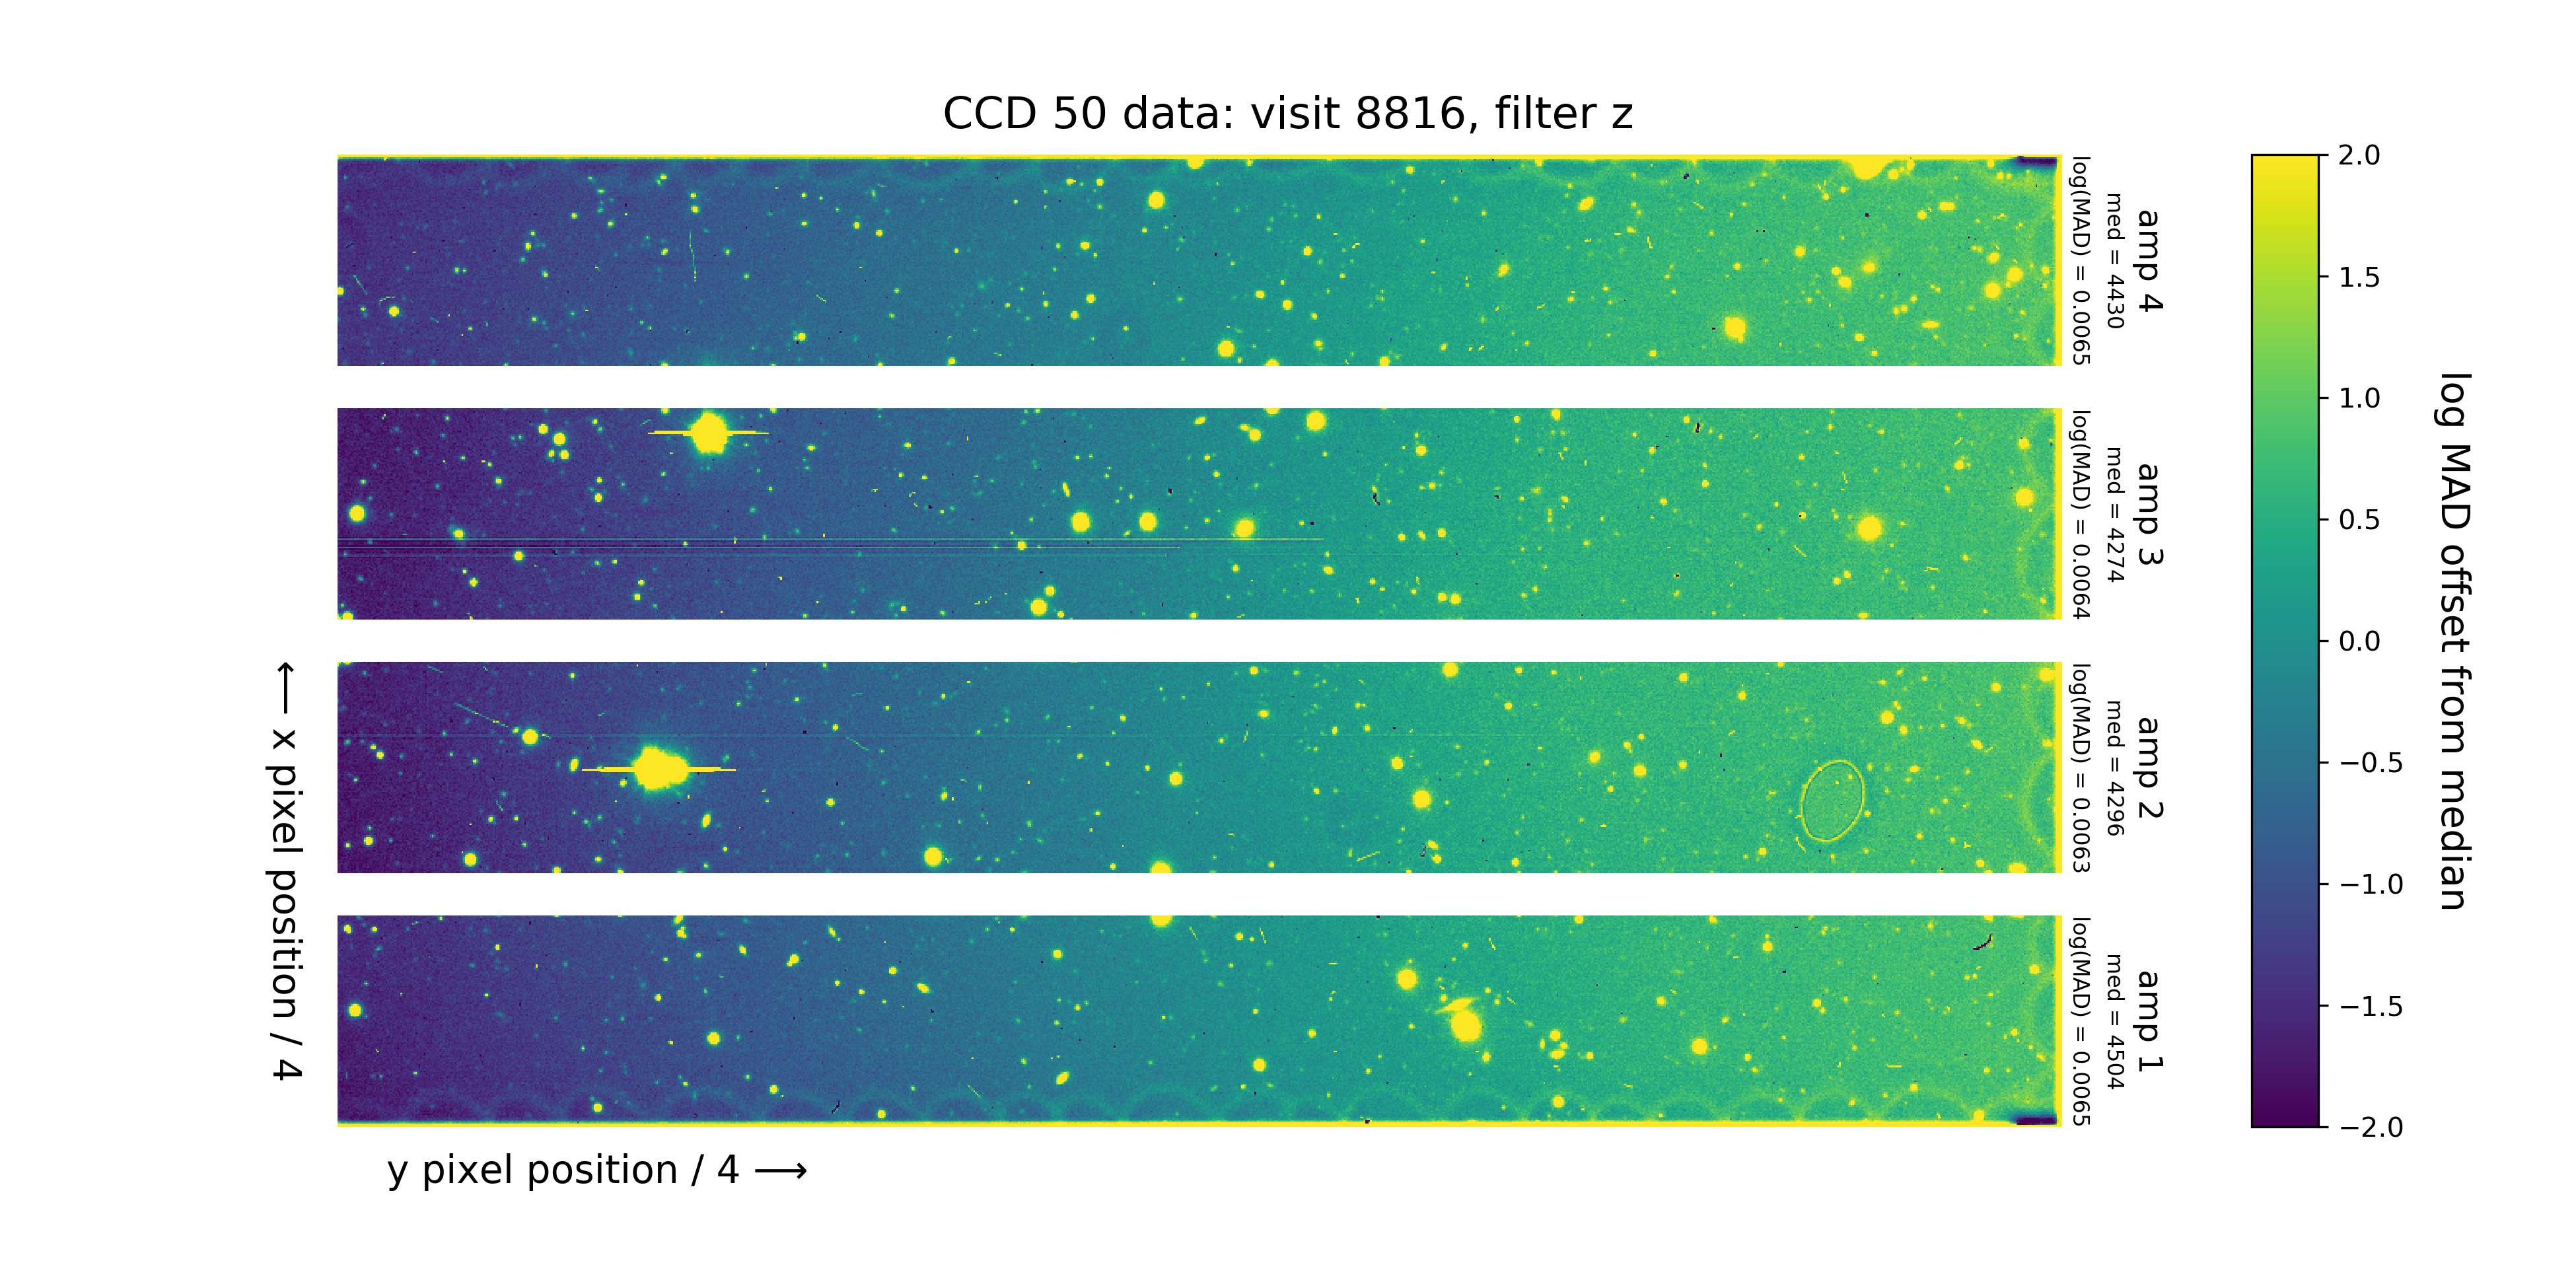 CCD 50 data: visit 8816, filter z
amp 4
med = 4430
log(MAD) = 0.0065
amp 3
med = 4274
log(MAD) = 0.0064
amp 2
med = 4296
log(MAD) = 0.0063
amp 1
med = 4504
log(MAD) = 0.0065
⟵ x pixel position / 4
y pixel position / 4 ⟶
2.0
1.5
1.0
0.5
0.0
−0.5
−1.0
−1.5
−2.0
log MAD offset from median